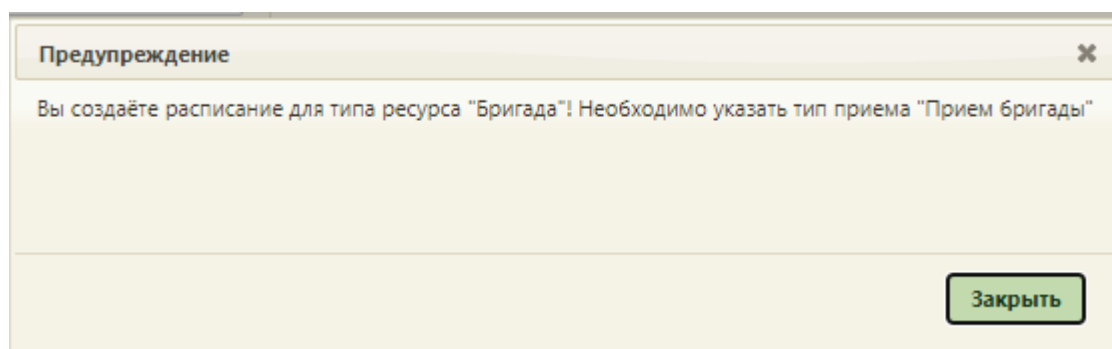 Предупреждение
Вы создаёте расписание для типа ресурса "Бригада"! Необходимо указать тип приема "Прием бригады"
Закрыть